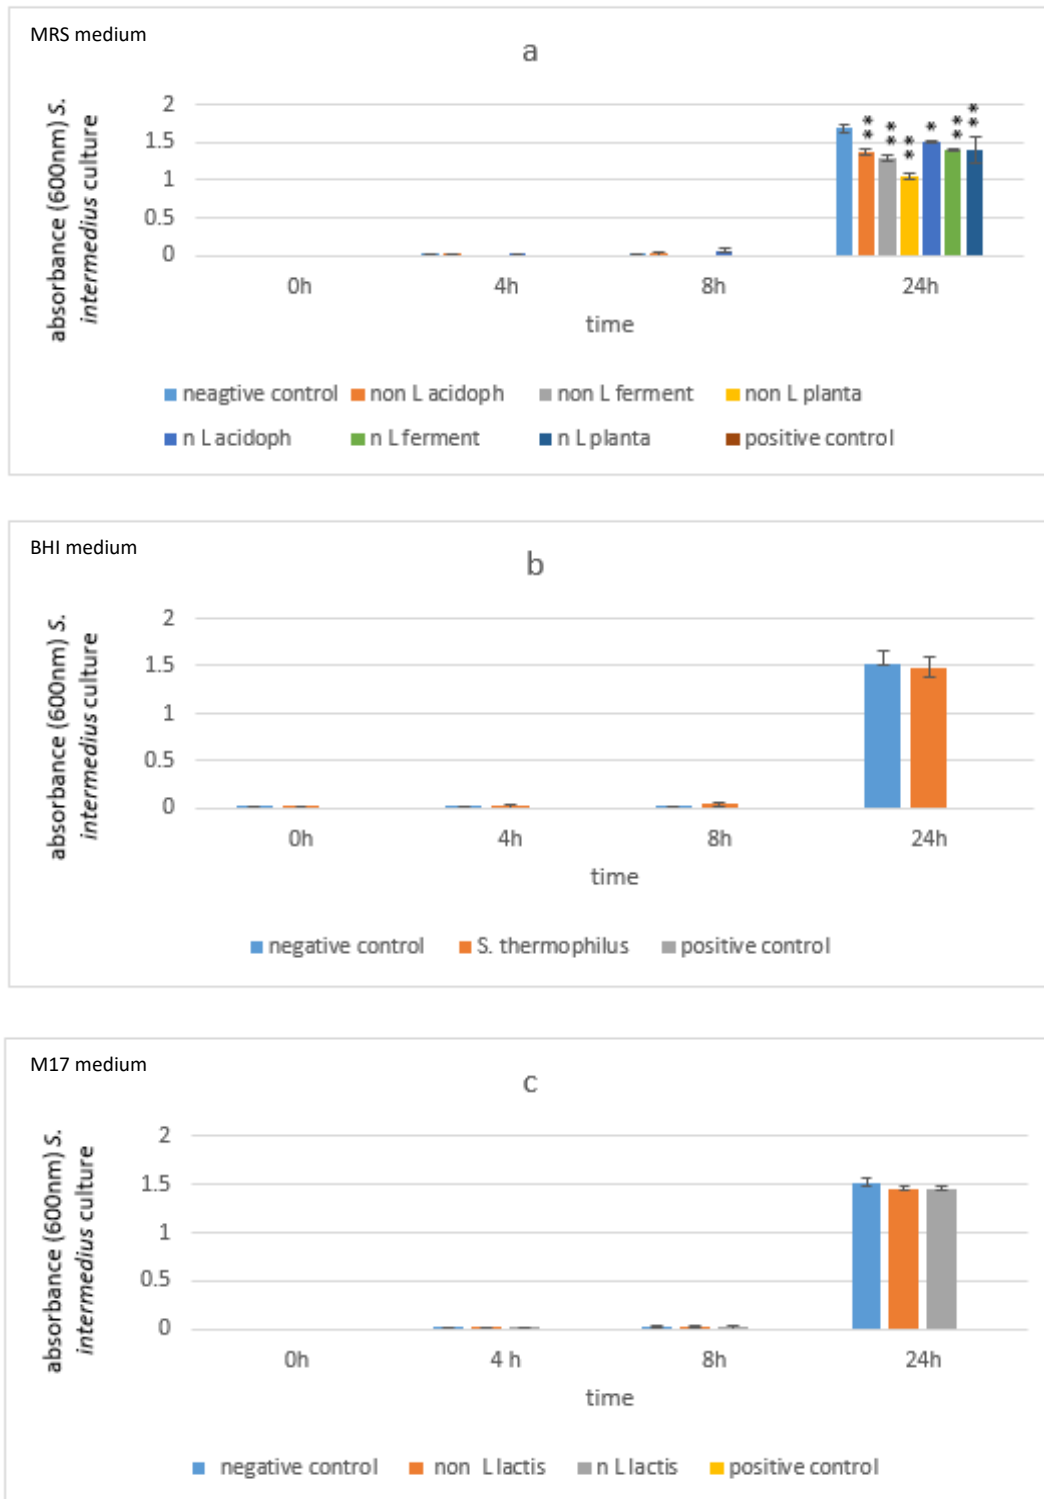 MRS medium
a
absorbance (600nm) S.
intermedius culture
2
1.5
1
0.5
0
**
**
**
*
**
**
0h 4h 8h 24h
time
neagtive control non L acidoph non L ferment non L planta
n L acidoph n L ferment n L planta positive control
BHI medium
b
absorbance (600nm) S.
intermedius culture
2
1.5
1
0.5
0
0h 4h 8h 24h
time
negative control S. thermophilus positive control
M17 medium
c
absorbance (600nm) S.
intermedius culture
2
1.5
1
0.5
0
0h 4 h 8h 24h
time
negative control non L lactis n L lactis positive control